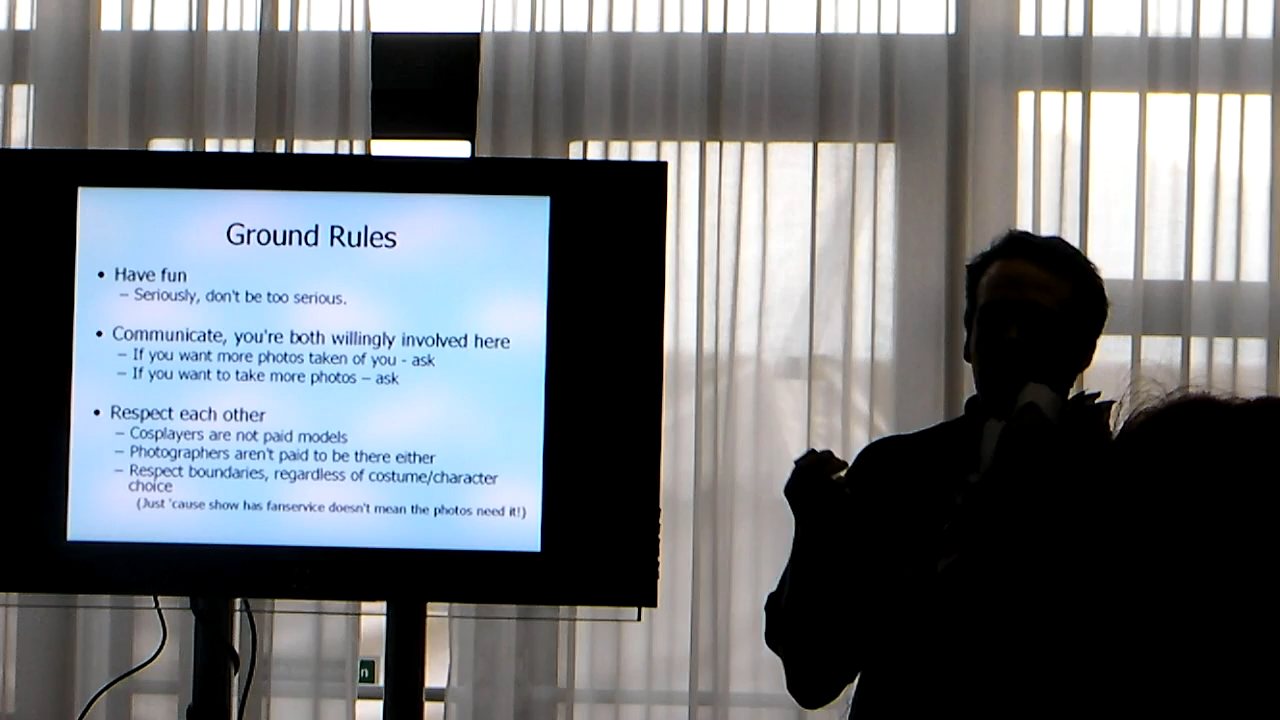 Ground Rules
• Have fun
– Seriously, don't be too serious.
• Communicate, you're both willingly involved here
– If you want more photos taken of you - ask
– If you want to take more photos – ask
• Respect each other
– Cosplayers are not paid models
– Photographers aren't paid to be there either
– Respect boundaries, regardless of costume/character
choice
(Just 'cause show has fanservice doesn't mean the photos need it!)
n